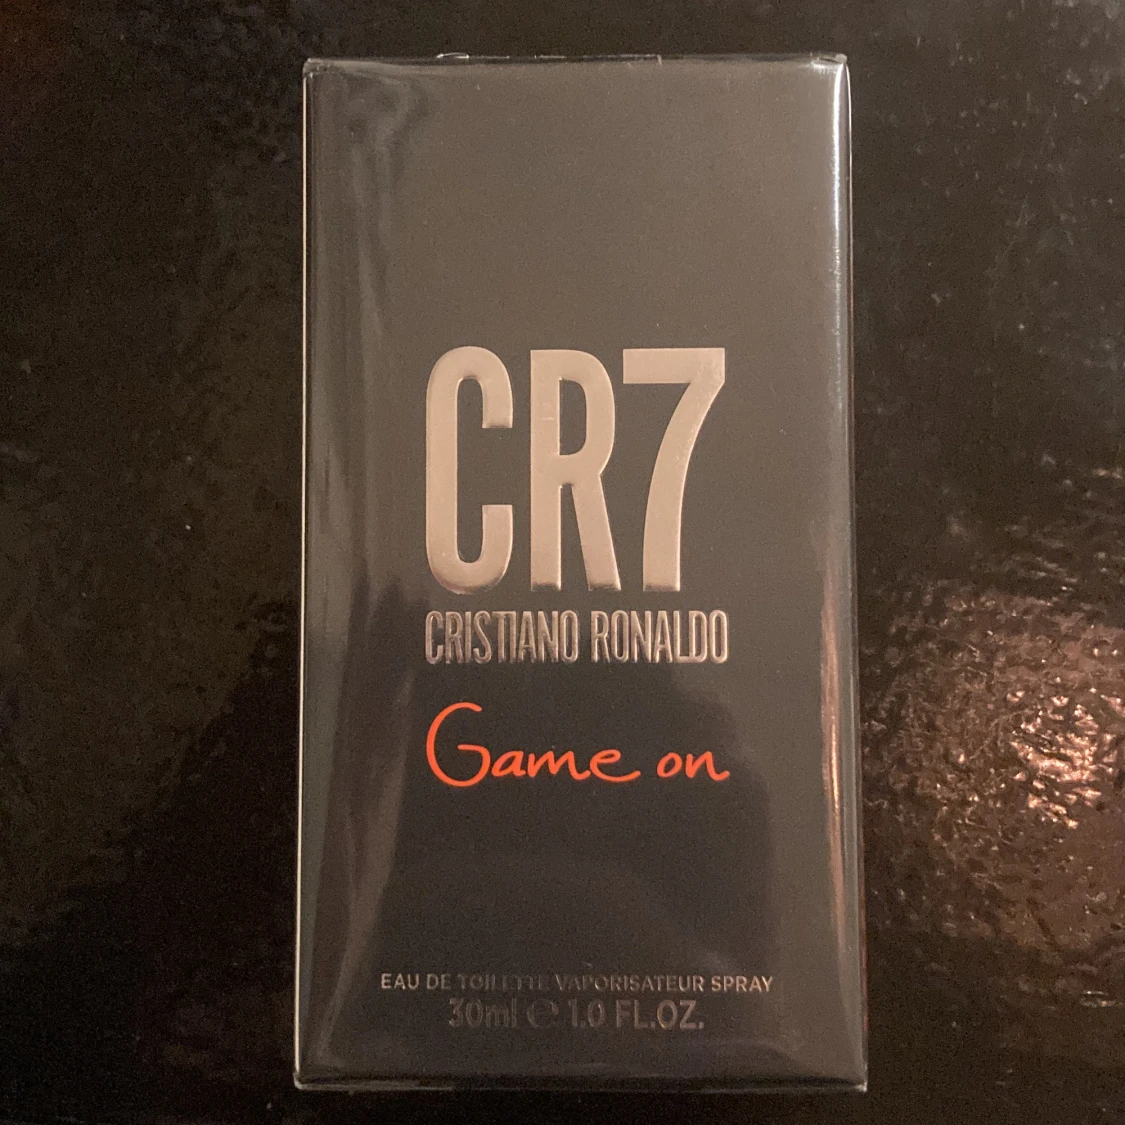 CR7
CRISTIANO RONALDO
Game on
EAU DE TOILETTE VAPORISATEUR SPRAY
30ml ℮ 1.0 FL.OZ.